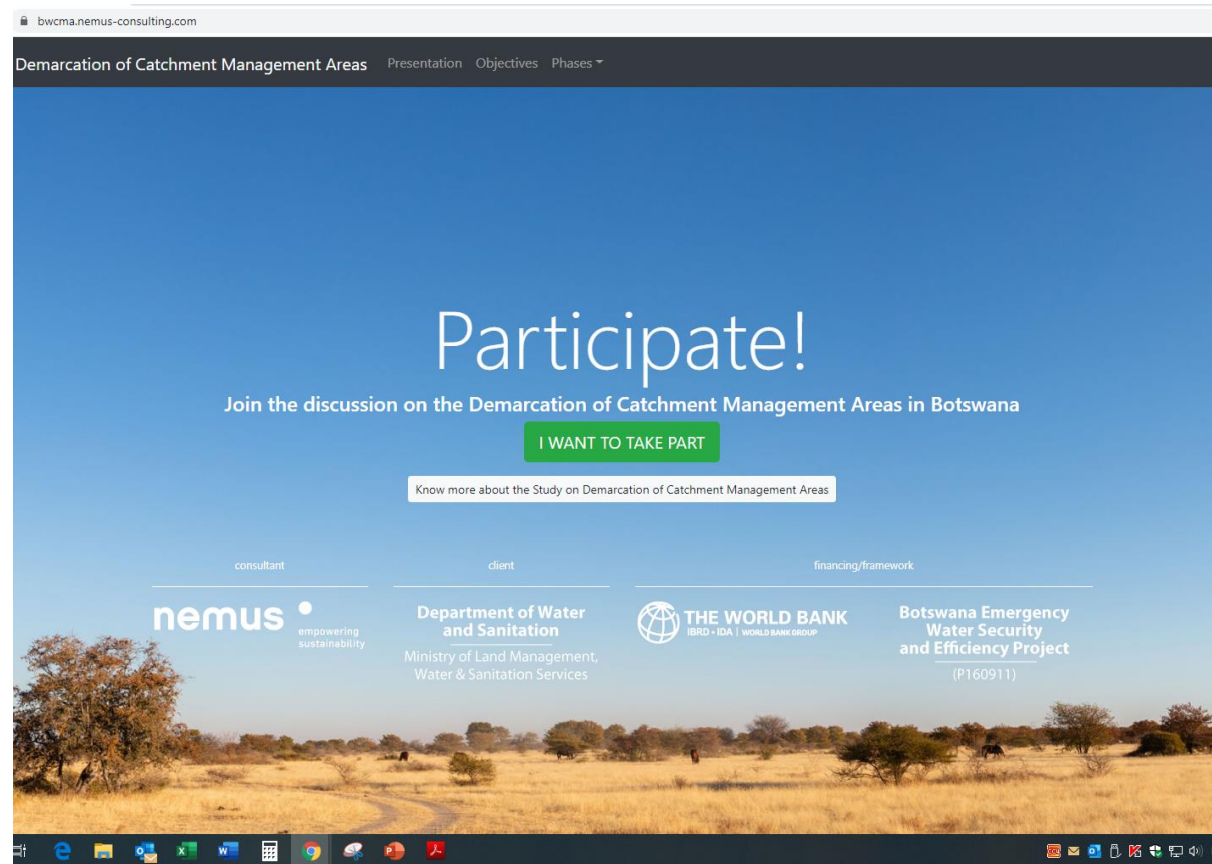 bwcma.nemus-consulting.com
Demarcation of Catchment Management Areas Presentation Objectives Phases
Participate!
Join the discussion on the Demarcation of Catchment Management Areas in Botswana
I WANT TO TAKE PART
Know more about the Study on Demarcation of Catchment Management Areas
consultant
nemus
empowering
sustainability
client
Department of Water
and Sanitation
Ministry of Land Management,
Water & Sanitation Services
financing/framework
THE WORLD BANK
IBRD • IDA | WORLD BANK GROUP
Botswana Emergency
Water Security
and Efficiency Project
(P160911)